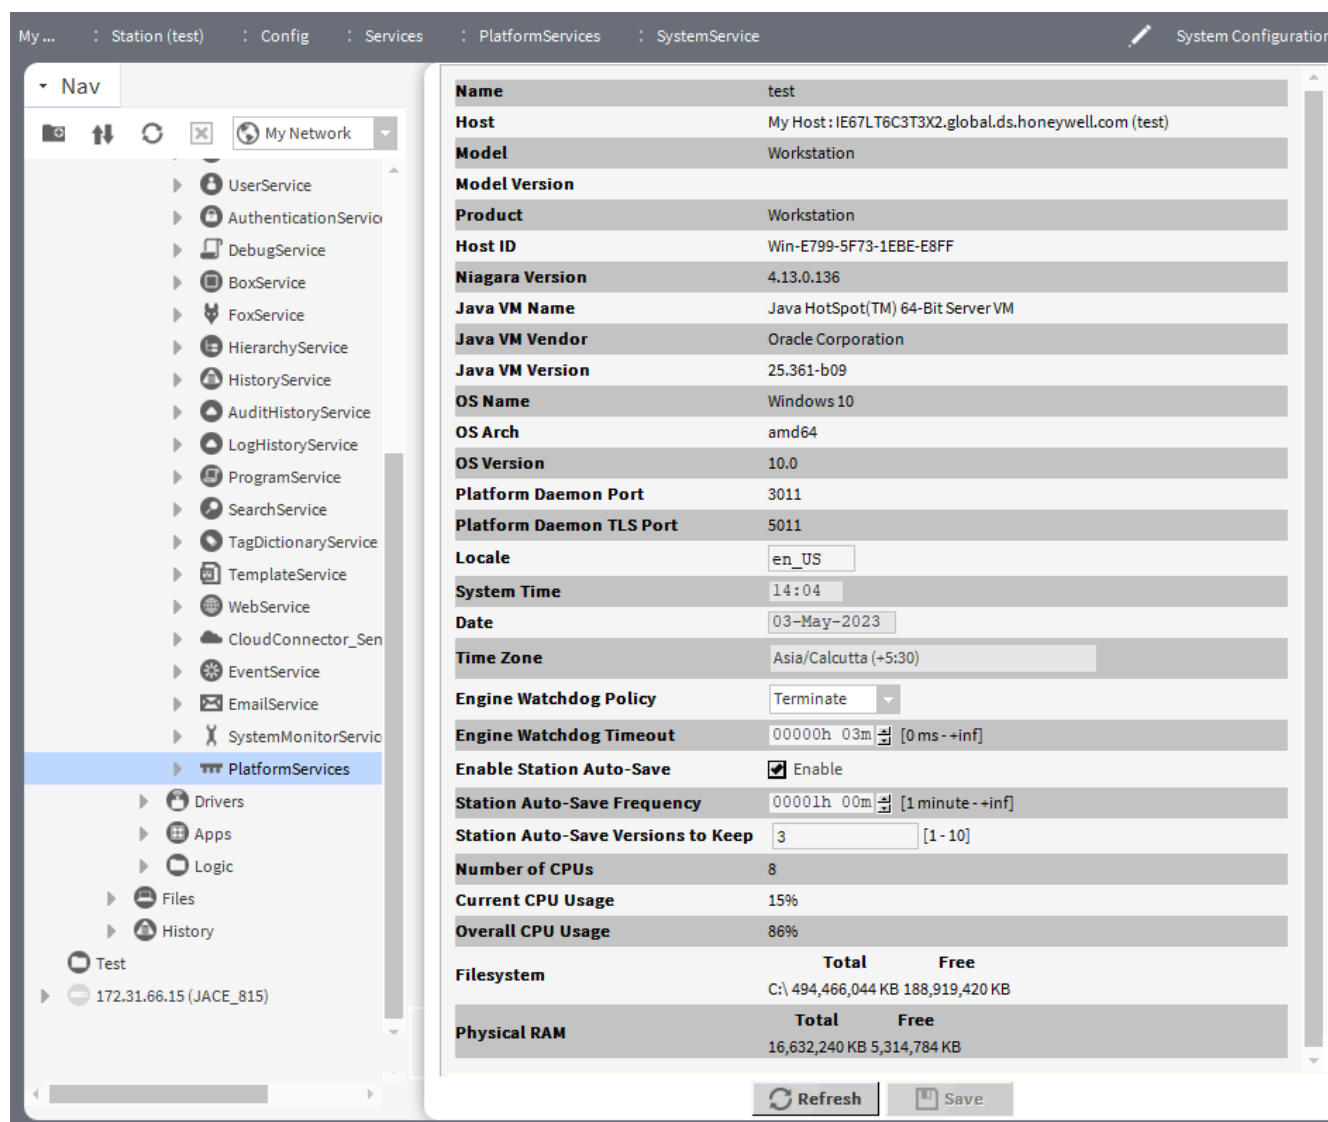 My ... : Station (test) : Config : Services : PlatformServices : SystemService System Configuration
Nav
My Network
UserService
AuthenticationService
DebugService
BoxService
FoxService
HierarchyService
HistoryService
AuditHistoryService
LogHistoryService
ProgramService
SearchService
TagDictionaryService
TemplateService
WebService
CloudConnector_Sen
EventService
EmailService
SystemMonitorServic
PlatformServices
Drivers
Apps
Logic
Files
History
Test
172.31.66.15 (JACE_815)
Name test
Host My Host : IE67LT6C3T3X2.global.ds.honeywell.com (test)
Model Workstation
Model Version
Product Workstation
Host ID Win-E799-5F73-1EBE-E8FF
Niagara Version 4.13.0.136
Java VM Name Java HotSpot(TM) 64-Bit Server VM
Java VM Vendor Oracle Corporation
Java VM Version 25.361-b09
OS Name Windows 10
OS Arch amd64
OS Version 10.0
Platform Daemon Port 3011
Platform Daemon TLS Port 5011
Locale en_US
System Time 14:04
Date 03-May-2023
Time Zone Asia/Calcutta (+5:30)
Engine Watchdog Policy Terminate
Engine Watchdog Timeout 00000h 03m [0 ms - +inf]
Enable Station Auto-Save Enable
Station Auto-Save Frequency 00001h 00m [1 minute - +inf]
Station Auto-Save Versions to Keep 3 [1 - 10]
Number of CPUs 8
Current CPU Usage 15%
Overall CPU Usage 86%
Filesystem Total Free
C:\ 494,466,044 KB 188,919,420 KB
Physical RAM Total Free
16,632,240 KB 5,314,784 KB
Refresh Save